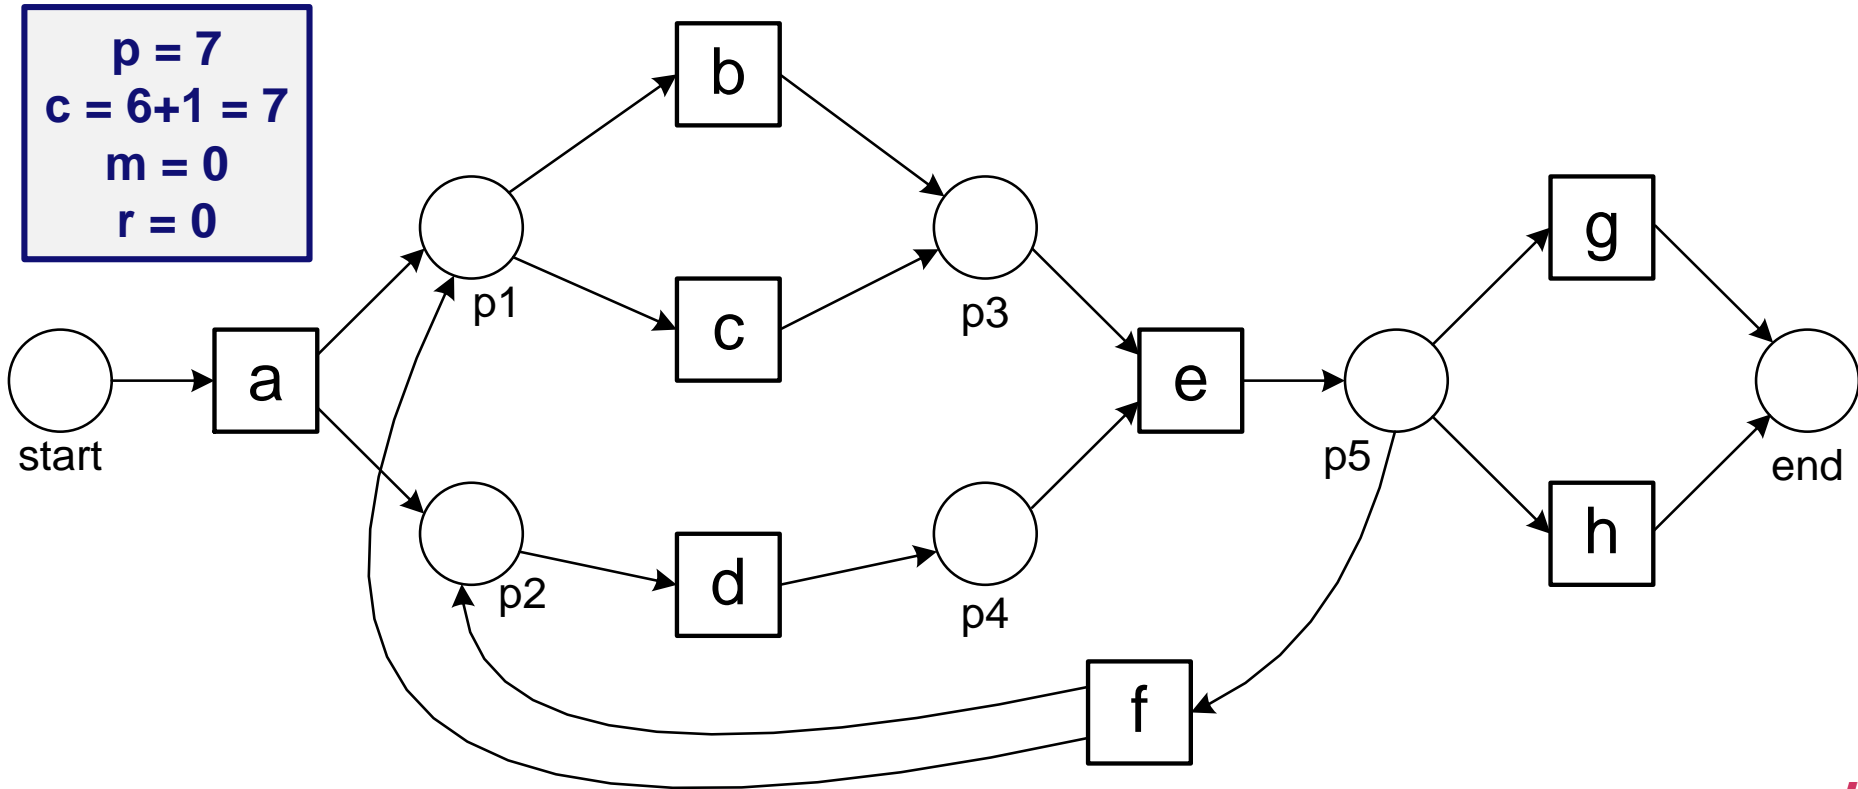 p = 7
c = 6+1 = 7
m = 0
r = 0
b
g
p1
c
p3
a
e
start
p5
end
d
h
p2
p4
f